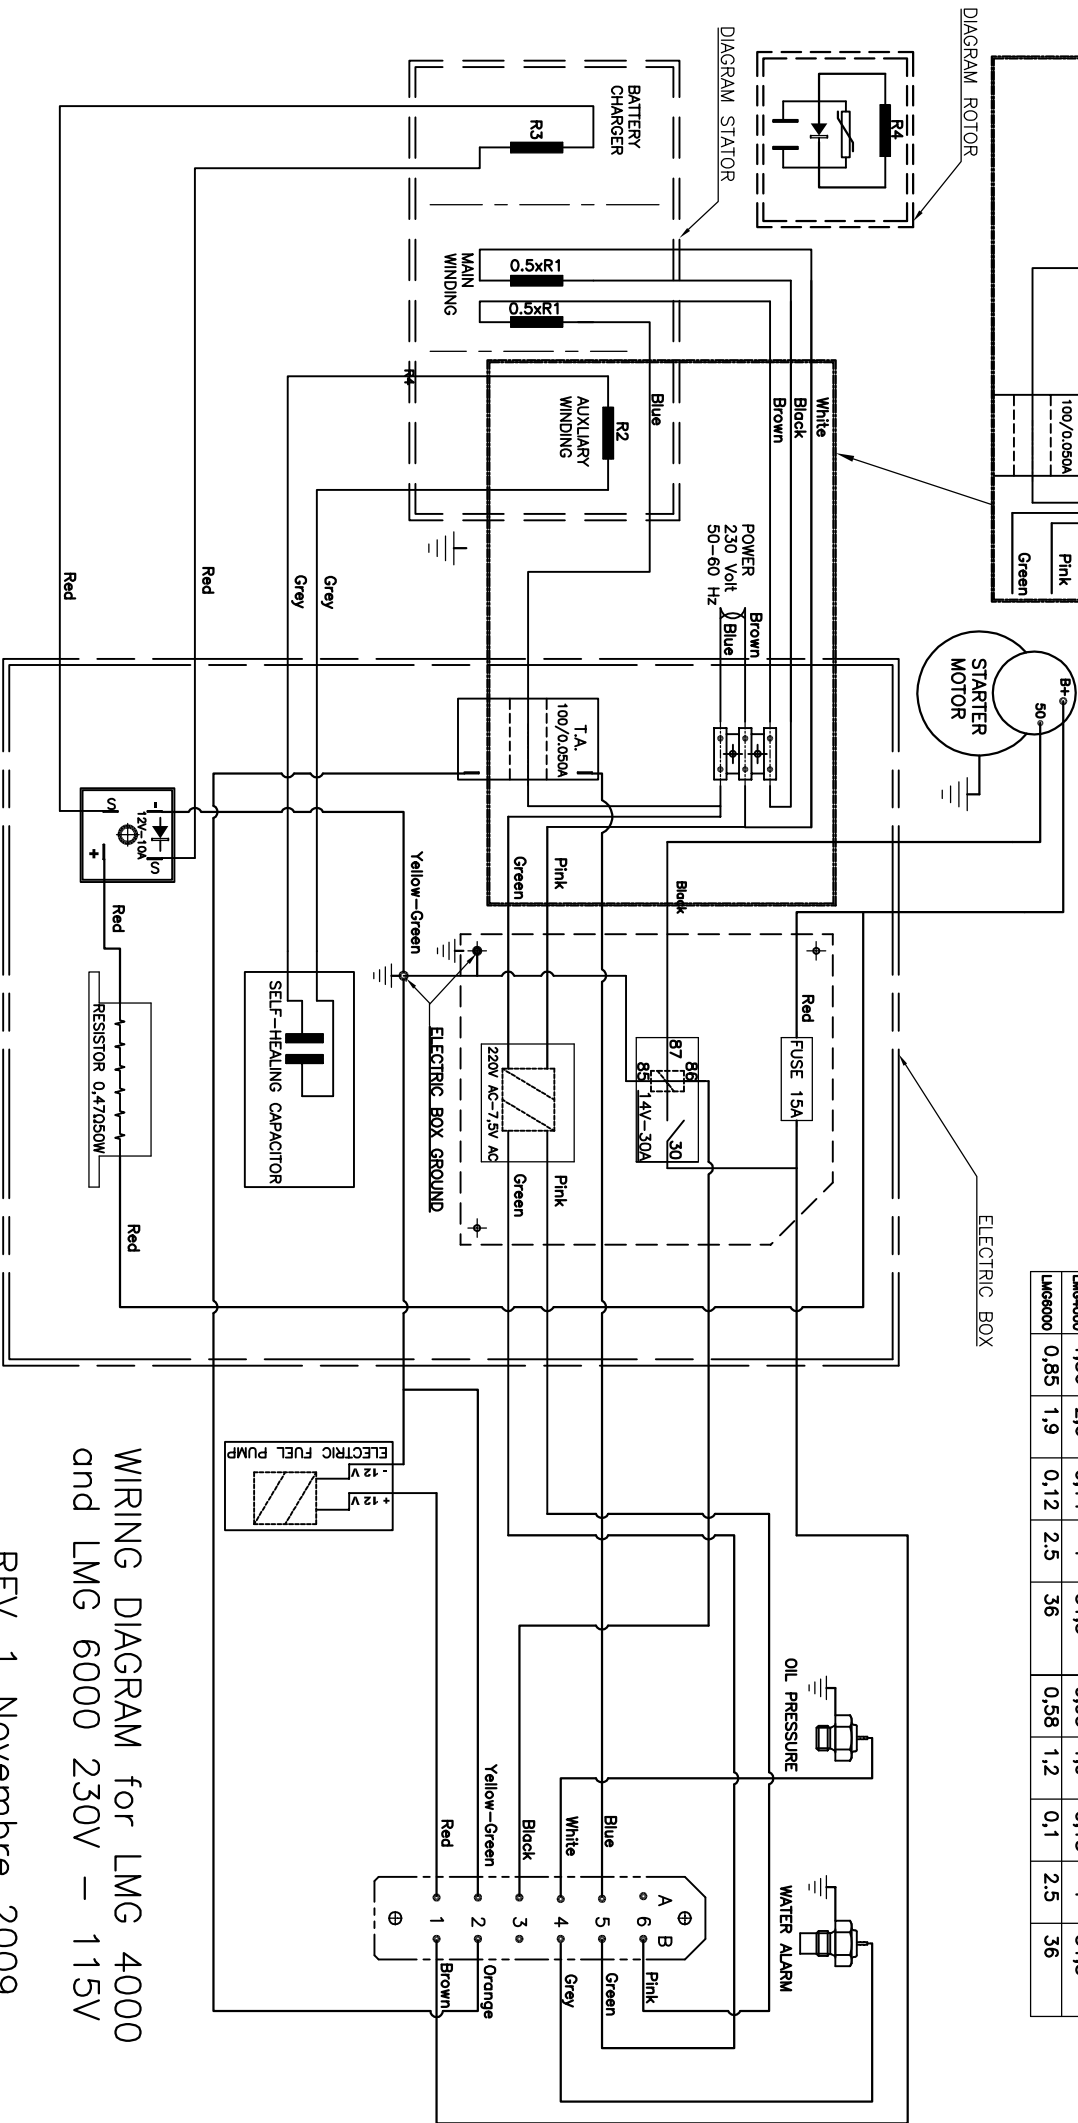 DIAGRAM ROTOR
R4
DIAGRAM STATOR
BATTERY
CHARGER
R3
MAIN
WINDING
0.5xR1
0.5xR1
R4
AUXLIARY
WINDING
R2
Blue
White
Black
Brown
POWER
230 Volt
50-60 Hz
Brown
Blue
100/0.050A
Pink
Green
STARTER
MOTOR
B+
50
T.A.
100/0.050A
Red
Red
Grey
Grey
S
-
12V-10A
S
+
Red
RESISTOR 0,47Ω50W
Red
SELF-HEALING CAPACITOR
Yellow-Green
ELECTRIC BOX GROUND
Green
Pink
Black
Red
FUSE 15A
87
86
85
30
14V-30A
220V AC-7,5V AC
Pink
Green
ELECTRIC BOX
LMG6000 0,85 1,9 0,12 2.5 36 0,58 1,2 0,1 2.5 36
ELECTRIC FUEL PUMP
- 12 V
+ 12 V
OIL PRESSURE
WATER ALARM
Red
Yellow-Green
Black
White
Blue
A
1 2 3 4 5 6
B
Brown
Orange
Grey
Green
Pink
WIRING DIAGRAM for LMG 4000
and LMG 6000 230V - 115V
REV 1 Novembre 2009